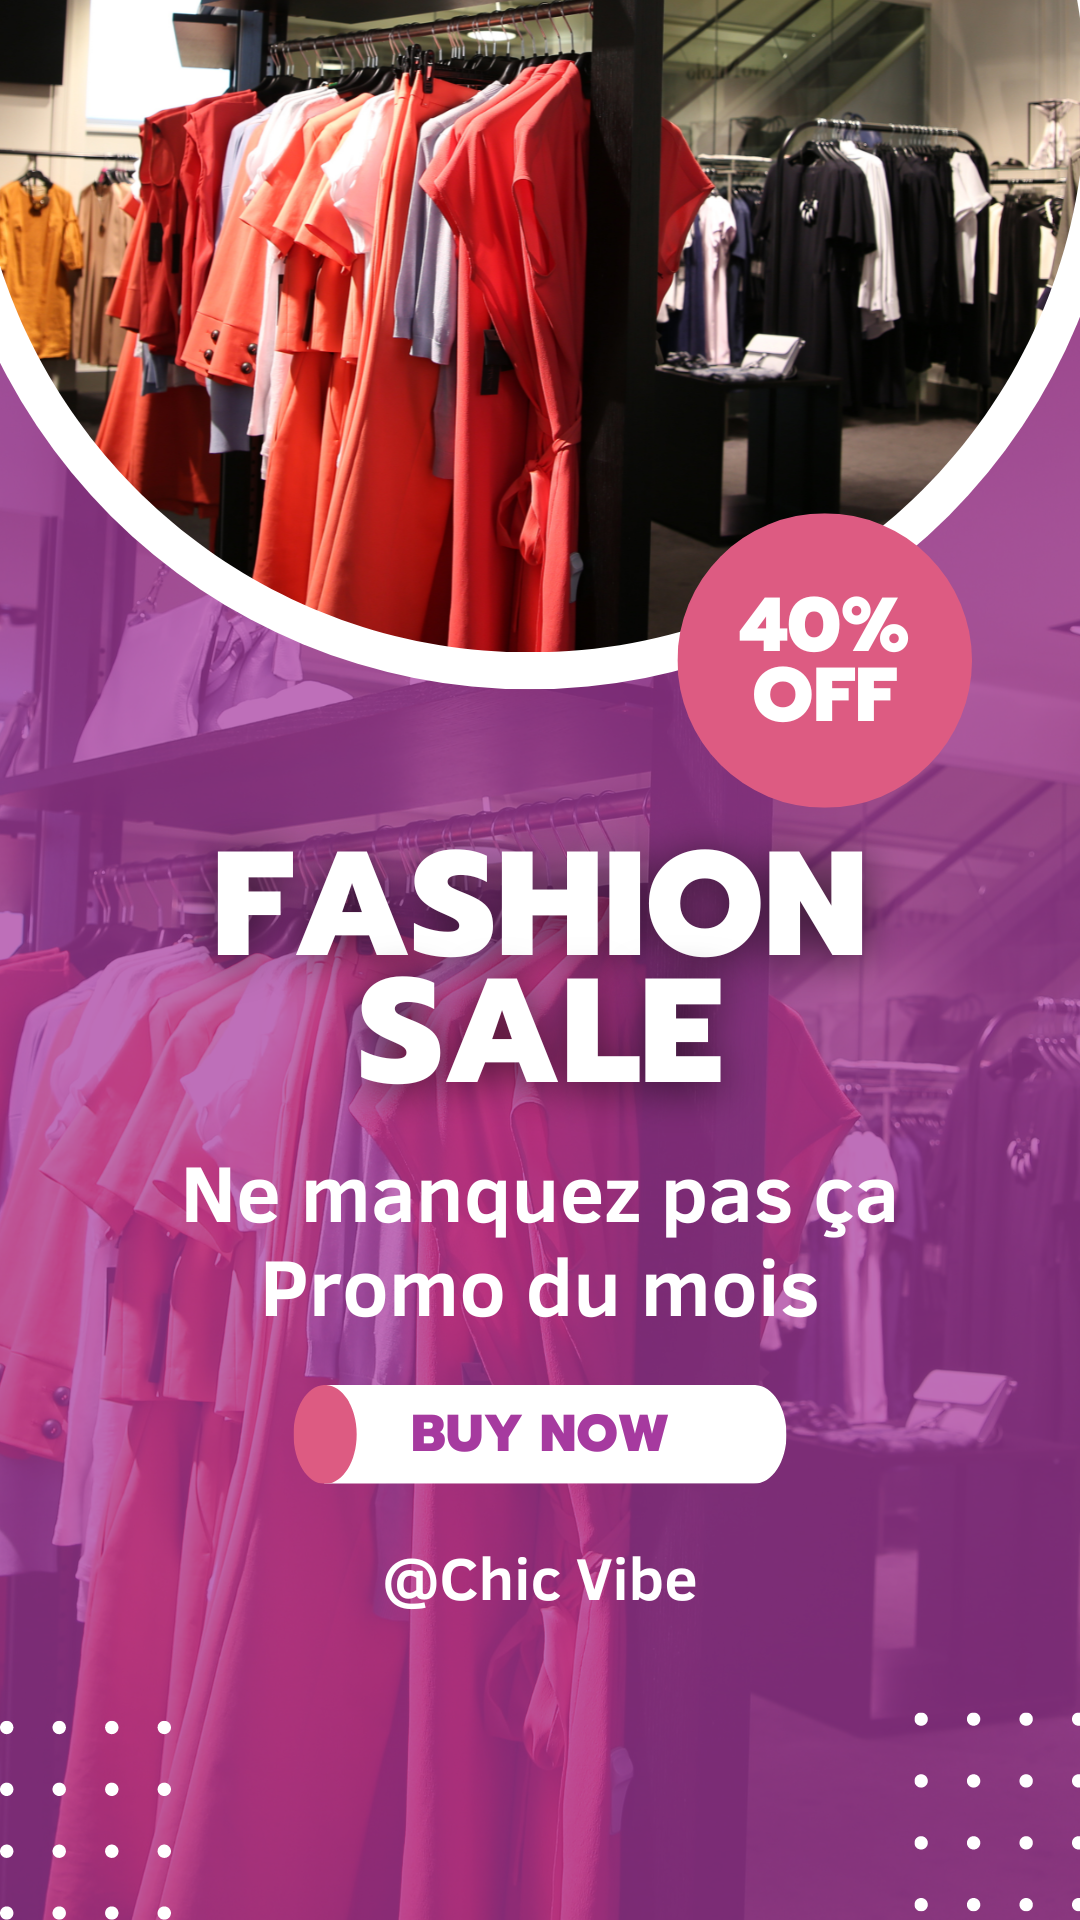 40%
OFF
FASHION
SALE
Ne manquez pas ça
Promo du mois
BUY NOW
@Chic Vibe